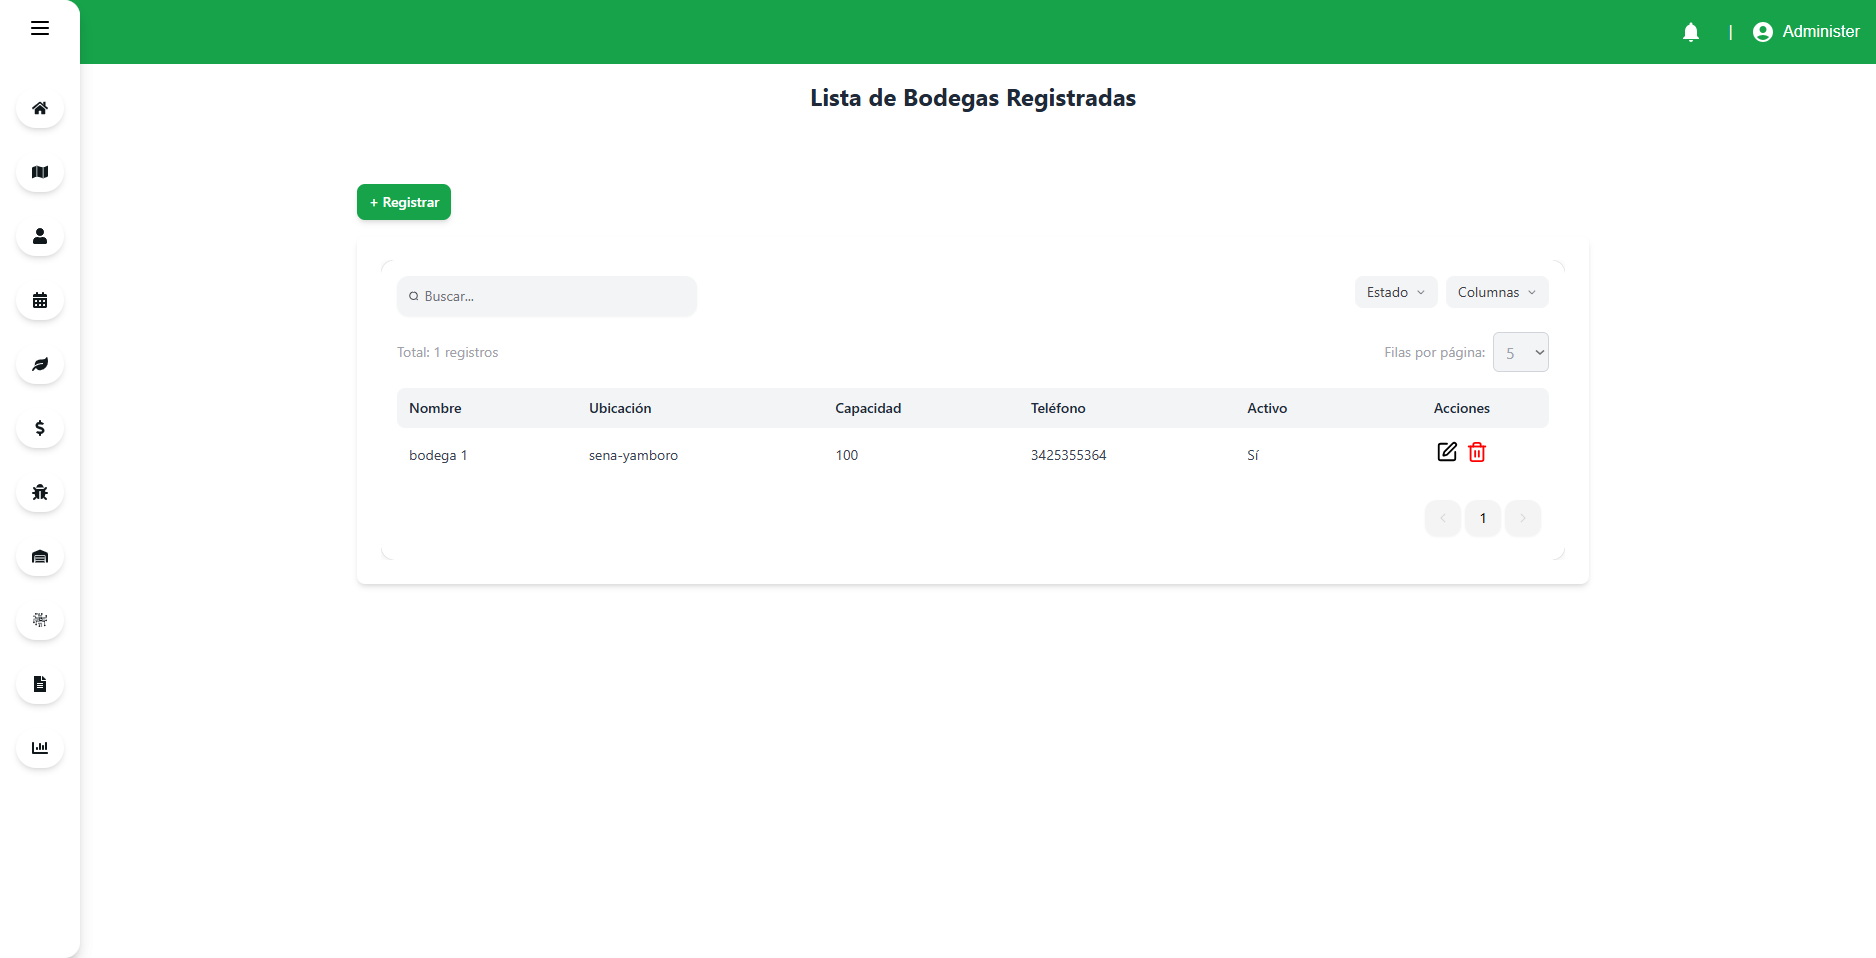 | Administer
Lista de Bodegas Registradas
+ Registrar
Buscar...
Estado Columnas
Total: 1 registros
Filas por página: 5
Nombre Ubicación Capacidad Teléfono Activo Acciones
bodega 1 sena-yamboro 100 3425355364 Sí
1